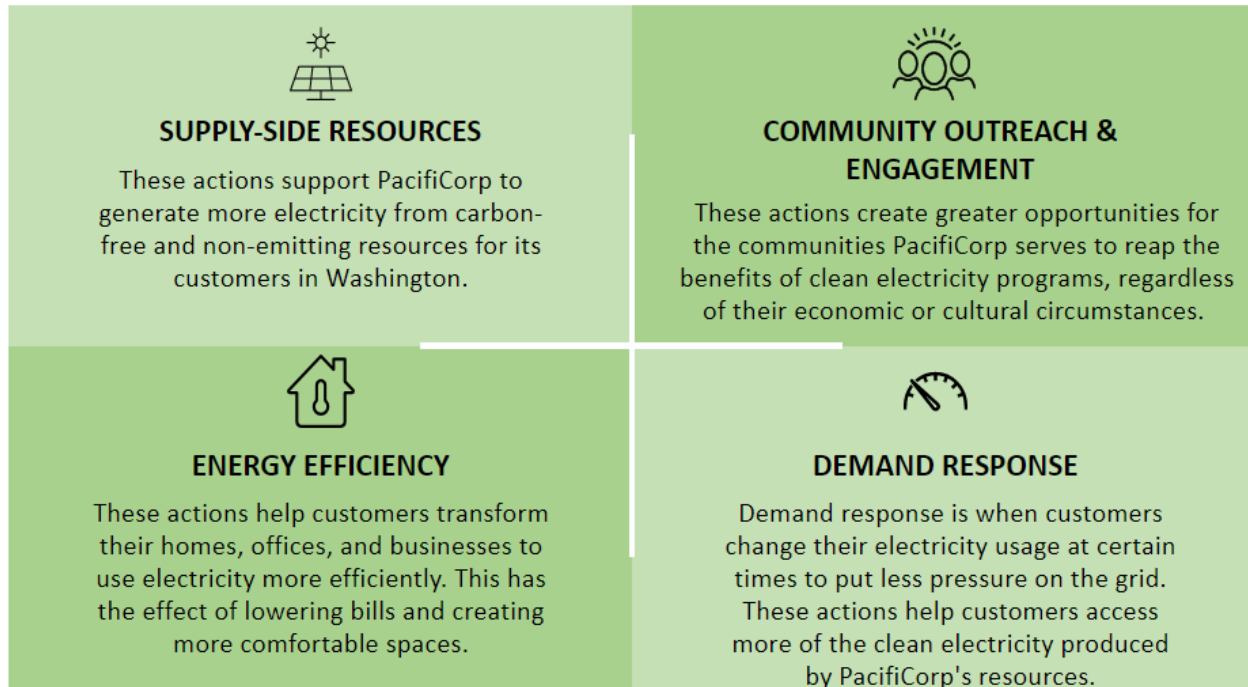 SUPPLY-SIDE RESOURCES
These actions support PacifiCorp to
generate more electricity from carbon-
free and non-emitting resources for its
customers in Washington.
COMMUNITY OUTREACH &
ENGAGEMENT
These actions create greater opportunities for
the communities PacifiCorp serves to reap the
benefits of clean electricity programs, regardless
of their economic or cultural circumstances.
ENERGY EFFICIENCY
These actions help customers transform
their homes, offices, and businesses to
use electricity more efficiently. This has
the effect of lowering bills and creating
more comfortable spaces.
DEMAND RESPONSE
Demand response is when customers
change their electricity usage at certain
times to put less pressure on the grid.
These actions help customers access
more of the clean electricity produced
by PacifiCorp's resources.